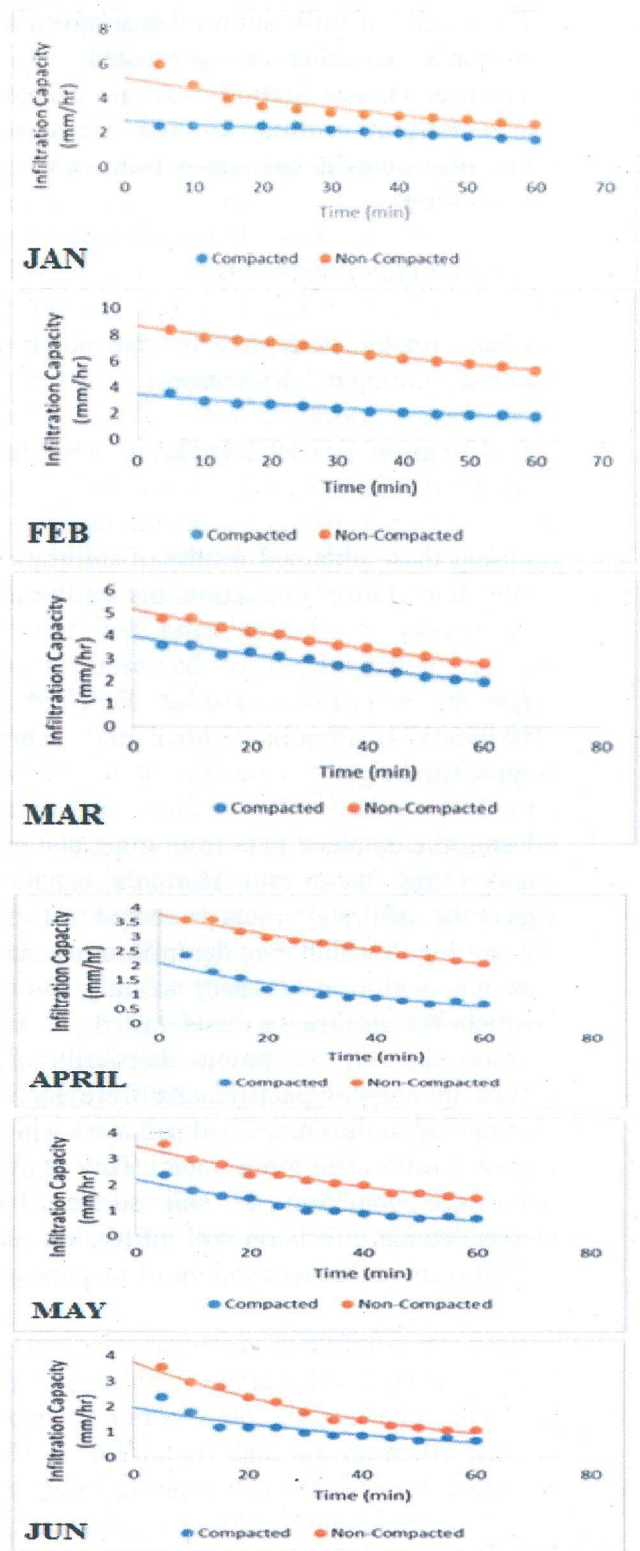 Infiltration Capacity
(mm/hr)
8
6
4
2
0
0 10 20 30 40 50 60 70
Time (min)
JAN
Compacted Non-Compacted
Infiltration Capacity
(mm/hr)
10
8
6
4
2
0
0 10 20 30 40 50 60 70
Time (min)
FEB
Compacted Non-Compacted
Infiltration Capacity
(mm/hr)
6
5
4
3
2
1
0
0 20 40 60 80
Time (min)
MAR
Compacted Non-Compacted
Infiltration Capacity
(mm/hr)
4
3.5
3
2.5
2
1.5
1
0.5
0
0 20 40 60 80
Time (min)
APRIL
Compacted Non-Compacted
Infiltration Capacity
(mm/hr)
4
3
2
1
0
0 20 40 60 80
Time (min)
MAY
Compacted Non-Compacted
Infiltration Capacity
(mm/hr)
4
3
2
1
0
0 20 40 60 80
Time (min)
JUN
Compacted Non-Compacted